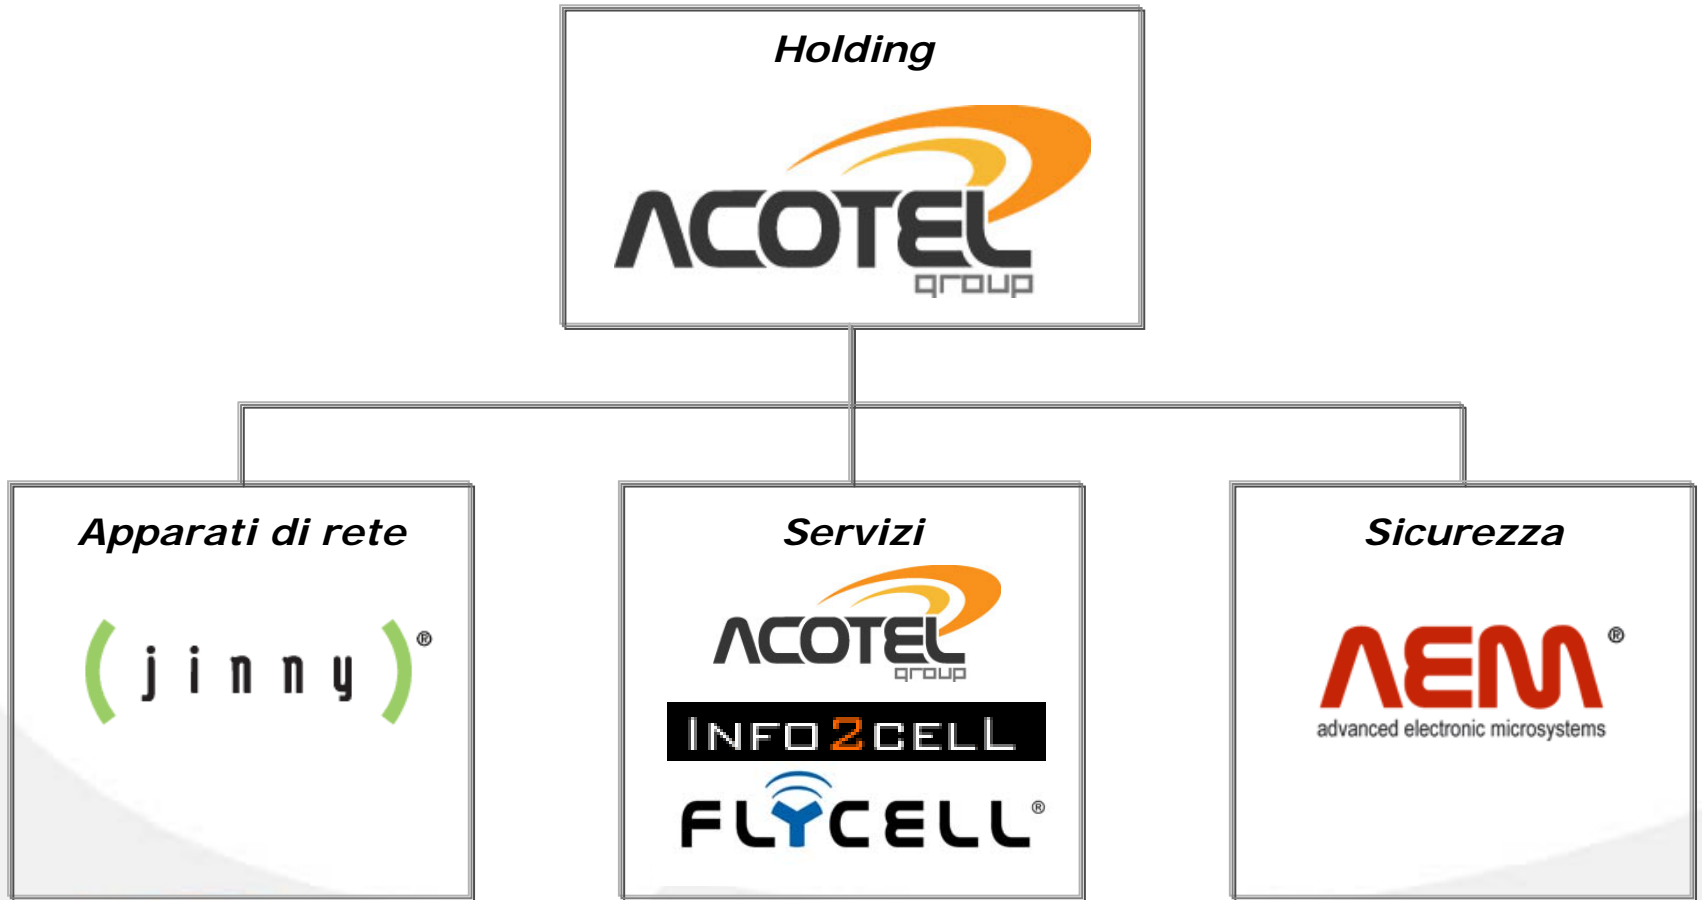 Holding
ACOTEL
group
Apparati di rete
( jinny )®
Servizi
ACOTEL
group
INFO2CELL
FLYCELL®
Sicurezza
AEM®
advanced electronic microsystems